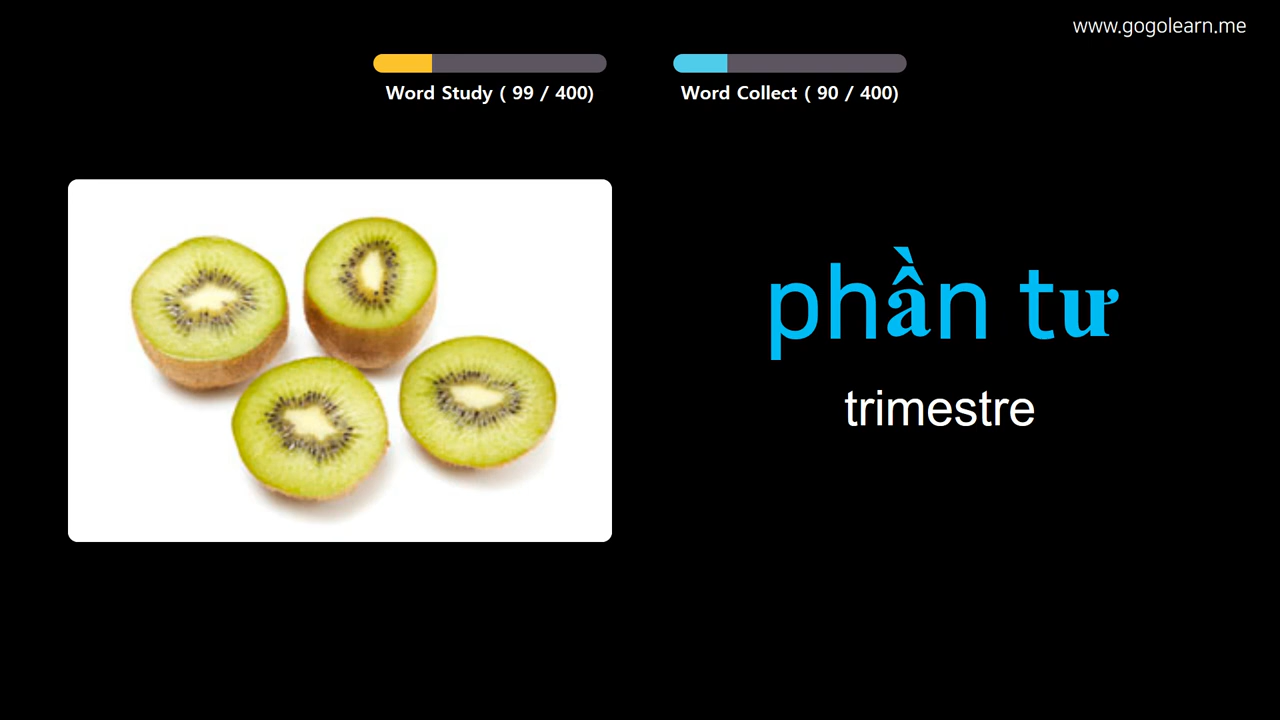 www.gogolearn.me
Word Study ( 99 / 400)
Word Collect ( 90 / 400)
phần tư
trimestre